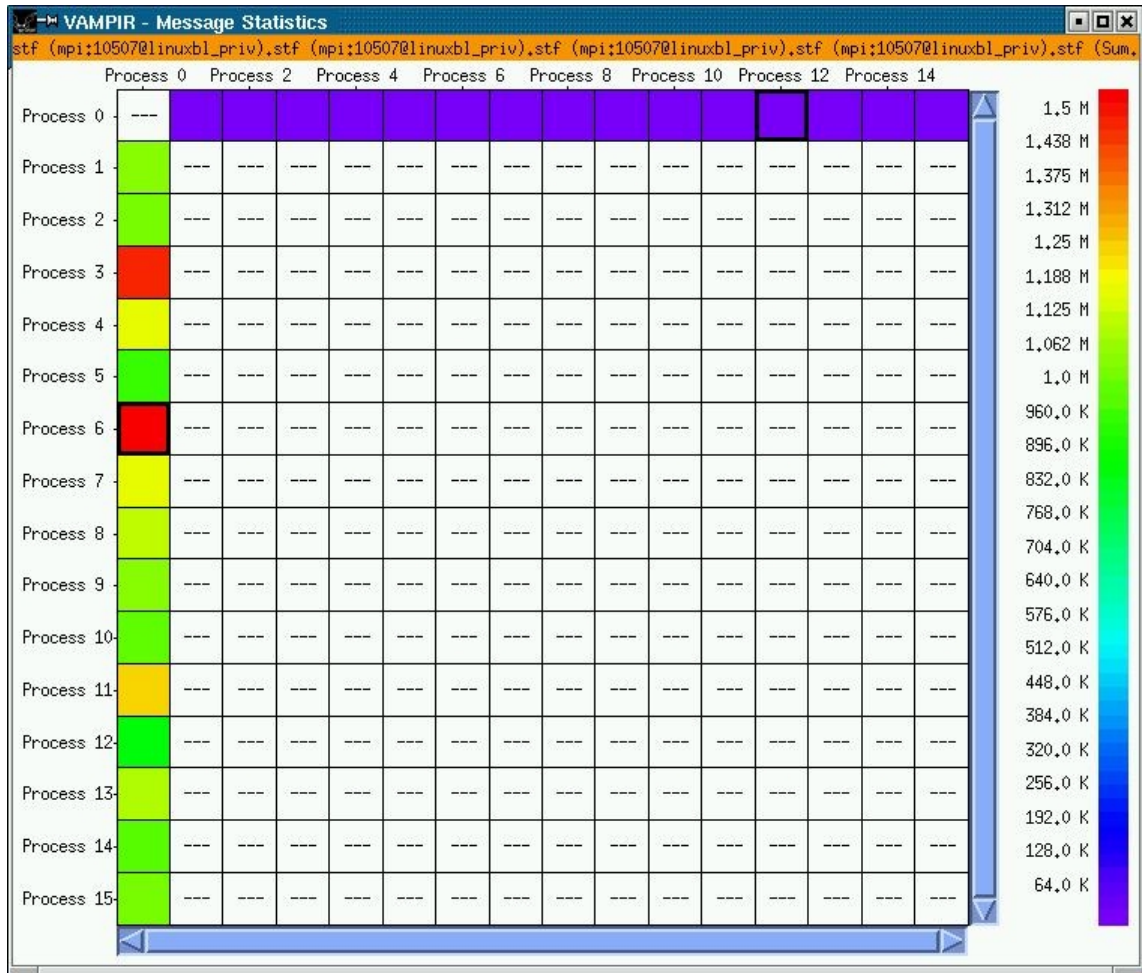 VAMPIR - Message Statistics
stf (mpi:10507@linuxbl_priv).stf (mpi:10507@linuxbl_priv).stf (mpi:10507@linuxbl_priv).stf (mpi:10507@linuxbl_priv).stf (Sum.
Process 0 Process 2 Process 4 Process 6 Process 8 Process 10 Process 12 Process 14
Process 0 ---
Process 1 --- --- --- --- --- --- --- --- --- --- --- --- --- --- ---
Process 2 --- --- --- --- --- --- --- --- --- --- --- --- --- --- ---
Process 3 --- --- --- --- --- --- --- --- --- --- --- --- --- --- ---
Process 4 --- --- --- --- --- --- --- --- --- --- --- --- --- --- ---
Process 5 --- --- --- --- --- --- --- --- --- --- --- --- --- --- ---
Process 6 --- --- --- --- --- --- --- --- --- --- --- --- --- --- ---
Process 7 --- --- --- --- --- --- --- --- --- --- --- --- --- --- ---
Process 8 --- --- --- --- --- --- --- --- --- --- --- --- --- --- ---
Process 9 --- --- --- --- --- --- --- --- --- --- --- --- --- --- ---
Process 10 --- --- --- --- --- --- --- --- --- --- --- --- --- --- ---
Process 11 --- --- --- --- --- --- --- --- --- --- --- --- --- --- ---
Process 12 --- --- --- --- --- --- --- --- --- --- --- --- --- --- ---
Process 13 --- --- --- --- --- --- --- --- --- --- --- --- --- --- ---
Process 14 --- --- --- --- --- --- --- --- --- --- --- --- --- --- ---
Process 15 --- --- --- --- --- --- --- --- --- --- --- --- --- --- ---
1.5 M
1.438 M
1.375 M
1.312 M
1.25 M
1.188 M
1.125 M
1.062 M
1.0 M
960.0 K
896.0 K
832.0 K
768.0 K
704.0 K
640.0 K
576.0 K
512.0 K
448.0 K
384.0 K
320.0 K
256.0 K
192.0 K
128.0 K
64.0 K